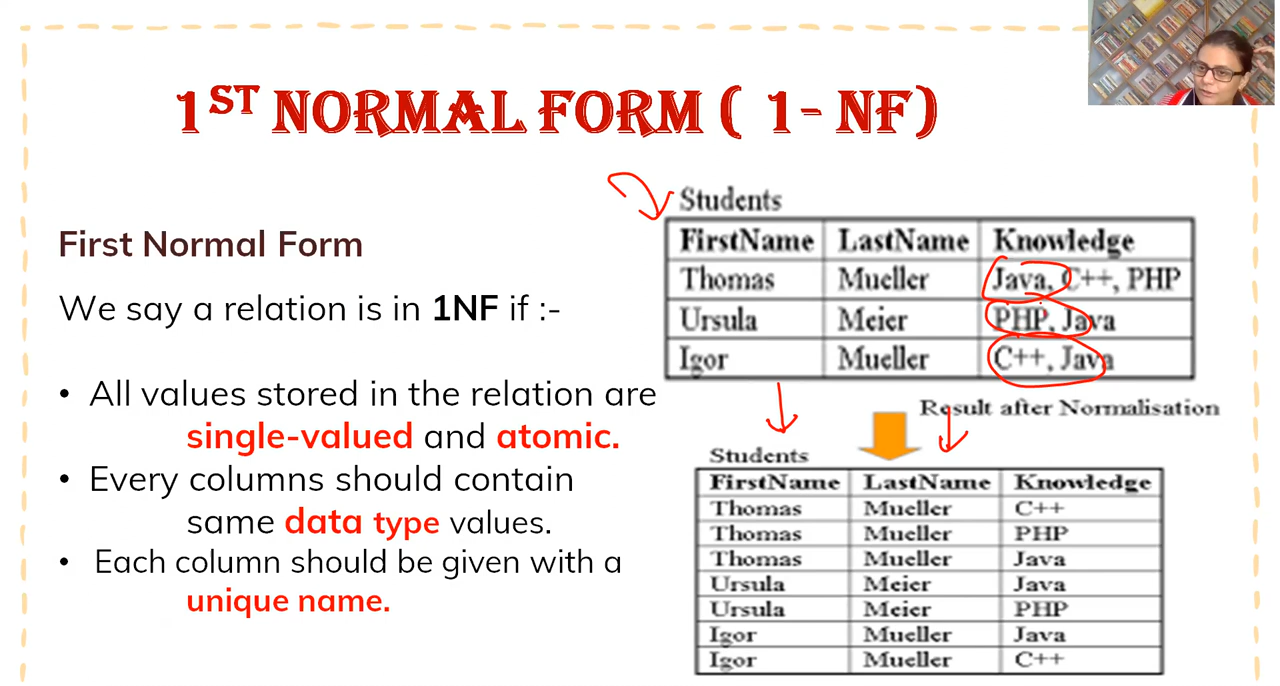 1ST NORMAL FORM ( 1- NF)
First Normal Form
We say a relation is in 1NF if :-
• All values stored in the relation are
single-valued and atomic.
• Every columns should contain
same data type values.
• Each column should be given with a
unique name.
Students
FirstName LastName Knowledge
Thomas Mueller Java, C++, PHP
Ursula Meier PHP, Java
Igor Mueller C++, Java
Result after Normalisation
Students
FirstName LastName Knowledge
Thomas Mueller C++
Thomas Mueller PHP
Thomas Mueller Java
Ursula Meier Java
Ursula Meier PHP
Igor Mueller Java
Igor Mueller C++